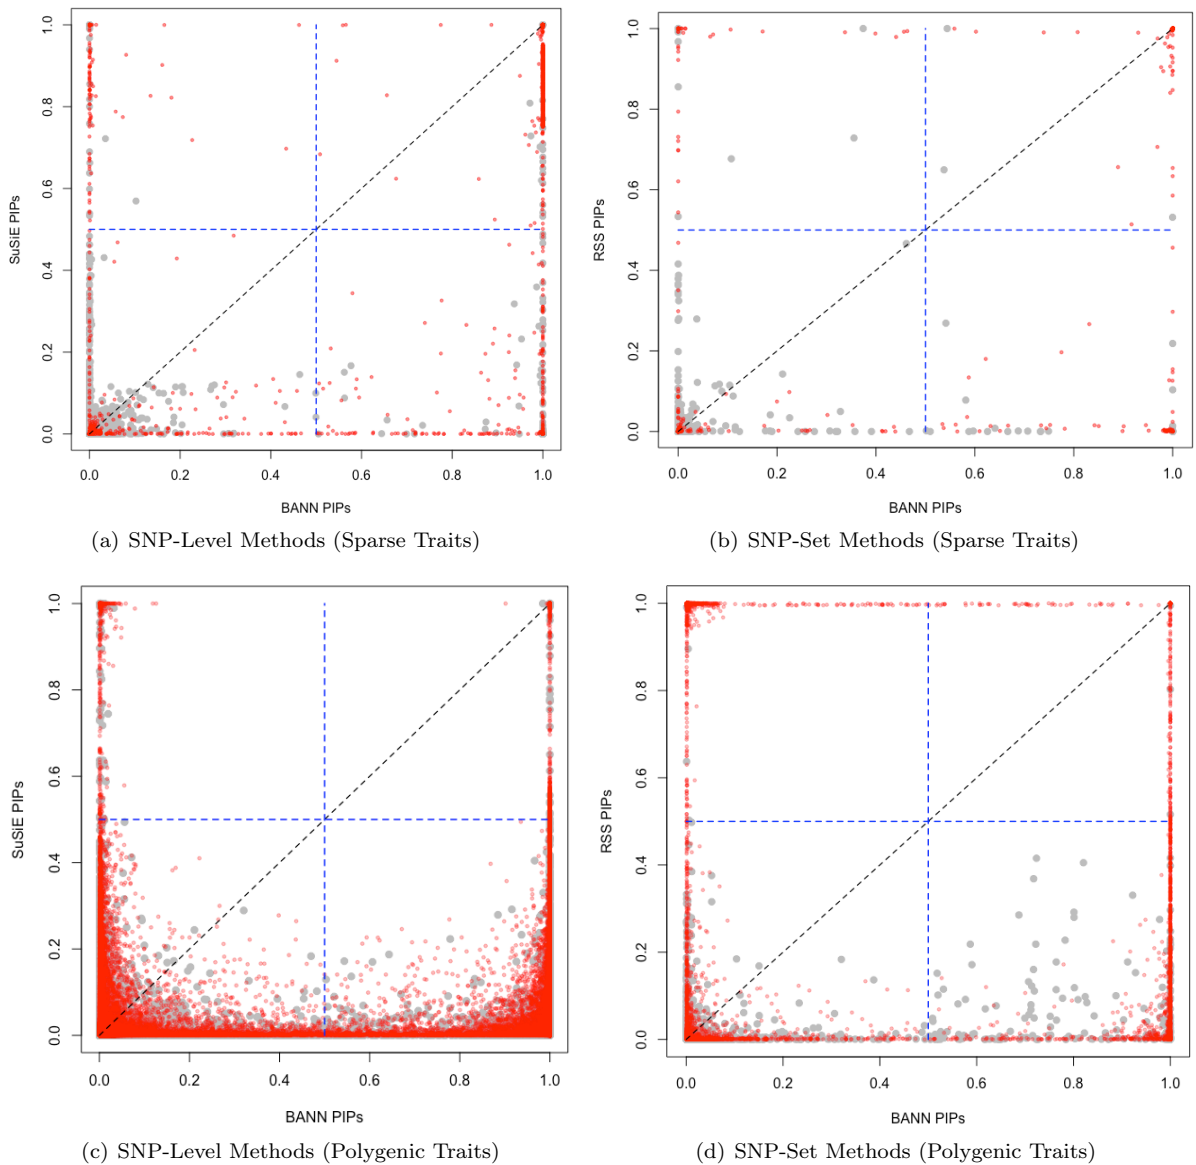 1.0
0.8
0.6
0.4
0.2
0.0
SuSiE PIPs
0.0 0.2 0.4 0.6 0.8 1.0
BANN PIPs
(a) SNP-Level Methods (Sparse Traits)
1.0
0.8
0.6
0.4
0.2
0.0
RSS PIPs
0.0 0.2 0.4 0.6 0.8 1.0
BANN PIPs
(b) SNP-Set Methods (Sparse Traits)
1.0
0.8
0.6
0.4
0.2
0.0
SuSiE PIPs
0.0 0.2 0.4 0.6 0.8 1.0
BANN PIPs
(c) SNP-Level Methods (Polygenic Traits)
1.0
0.8
0.6
0.4
0.2
0.0
RSS PIPs
0.0 0.2 0.4 0.6 0.8 1.0
BANN PIPs
(d) SNP-Set Methods (Polygenic Traits)